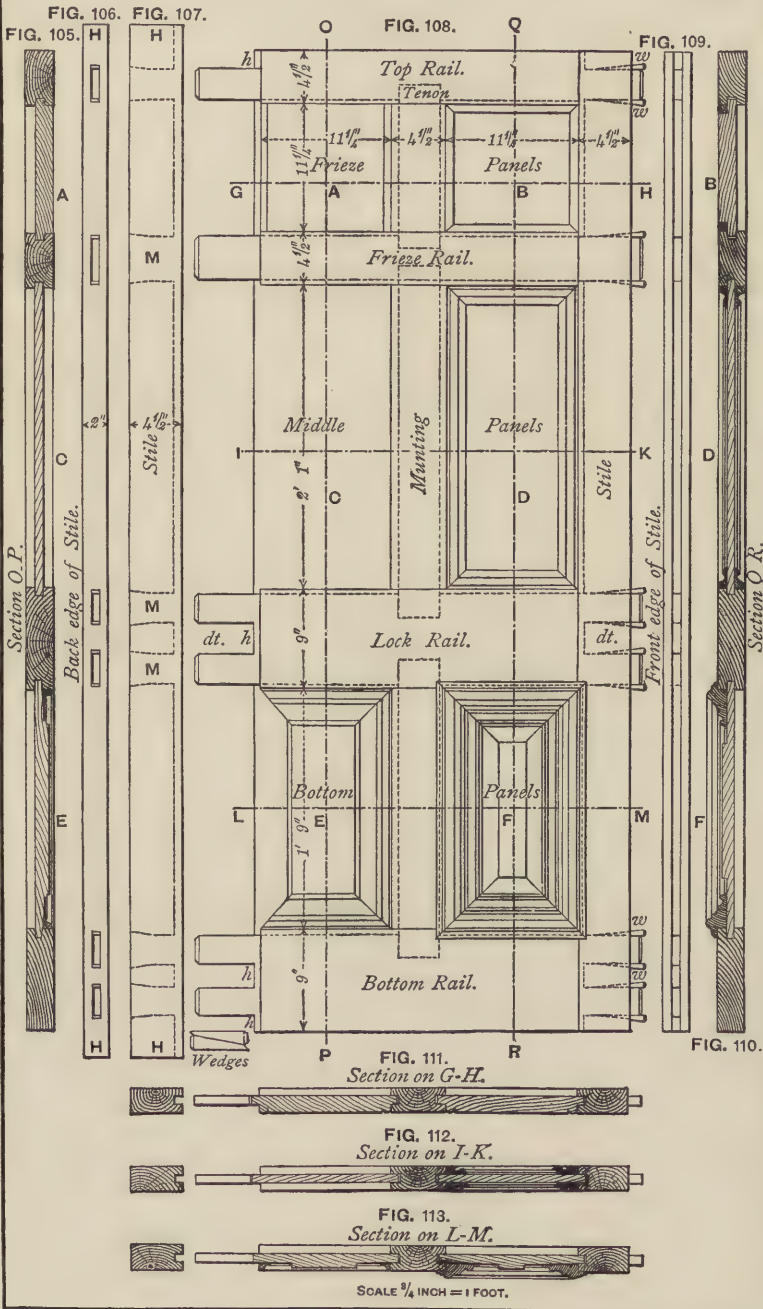 FIG. 105.
FIG. 106.
FIG. 107.
FIG. 108.
FIG. 109.
H
H
O
Q
h
4½"
Top Rail.
Tenon
w
w
11¼"
4½"
11¼"
4½"
11¼"
Frieze
Panels
A
G
A
B
H
B
M
4½"
Frieze Rail.
2"
4½"
Stile
Middle
Panels
Munting
Stile
C
I
K
D
2' 1"
C
D
Section O.P.
Back edge of Stile.
Front edge of Stile.
Section Q R.
M
dt.
h
9"
Lock Rail.
dt.
M
Bottom
Panels
E
L
E
F
M
F
1' 9"
w
h
9"
Bottom Rail.
w
h
H
H
Wedges
P
R
FIG. 110.
FIG. 111.
Section on G-H.
FIG. 112.
Section on I-K.
FIG. 113.
Section on L-M.
SCALE ¾ INCH = 1 FOOT.